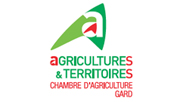 a
aGRICULTURES
& TERRITOIRES
CHAMBRE D'AGRICULTURE
GARD